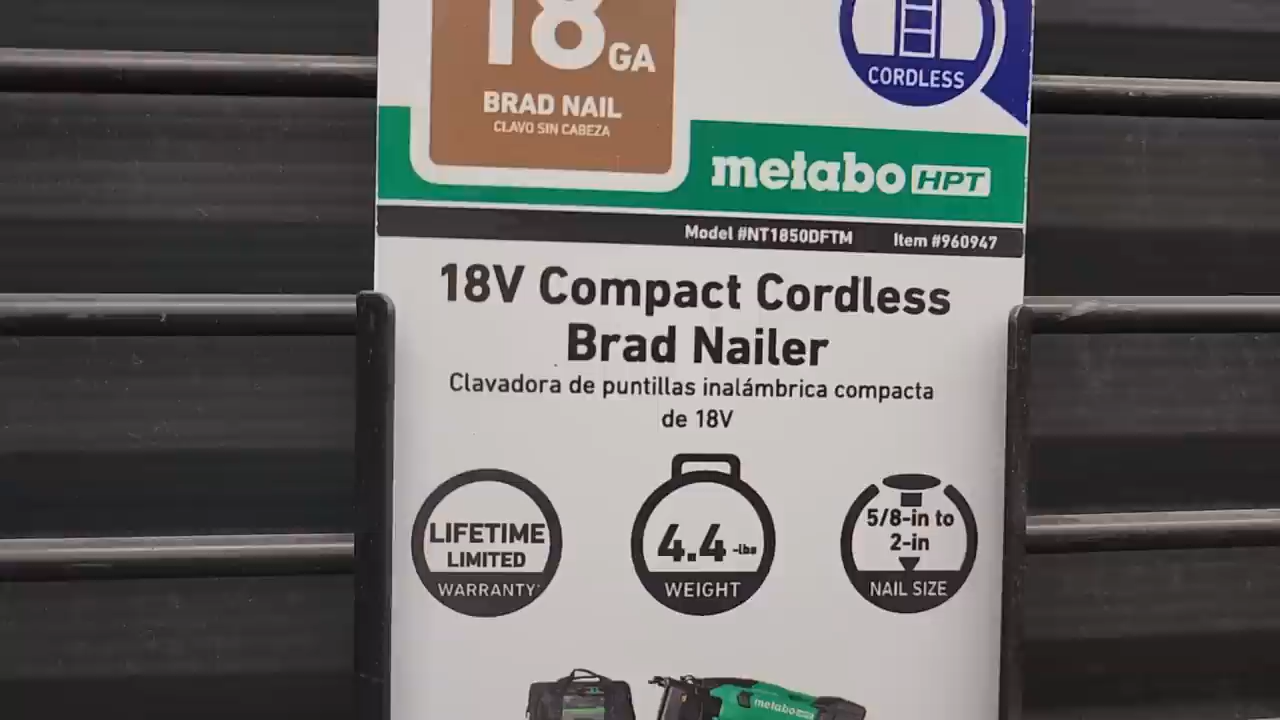 18GA
BRAD NAIL
CLAVO SIN CABEZA
CORDLESS
metabo HPT
Model #NT1850DFTM Item #960947
18V Compact Cordless
Brad Nailer
Clavadora de puntillas inalámbrica compacta
de 18V
LIFETIME
LIMITED
WARRANTY*
4.4-lbs
WEIGHT
5/8-in to
2-in
NAIL SIZE
metabo